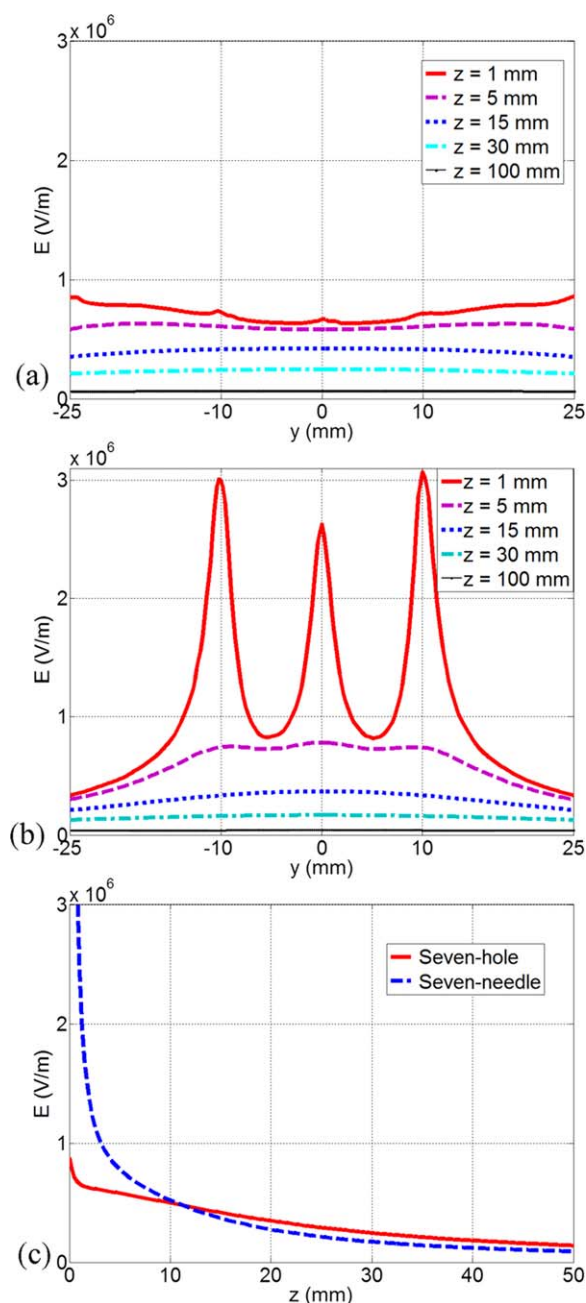 x 10^6
3
z = 1 mm
z = 5 mm
z = 15 mm
z = 30 mm
z = 100 mm
2
E (V/m)
1
(a)
0
-25 -10 0 10 25
y (mm)
x 10^6
3
z = 1 mm
z = 5 mm
z = 15 mm
z = 30 mm
z = 100 mm
2
E (V/m)
1
(b)
0
-25 -10 0 10 25
y (mm)
x 10^6
3
Seven-hole
Seven-needle
2
E (V/m)
1
(c)
0
0 10 20 30 40 50
z (mm)